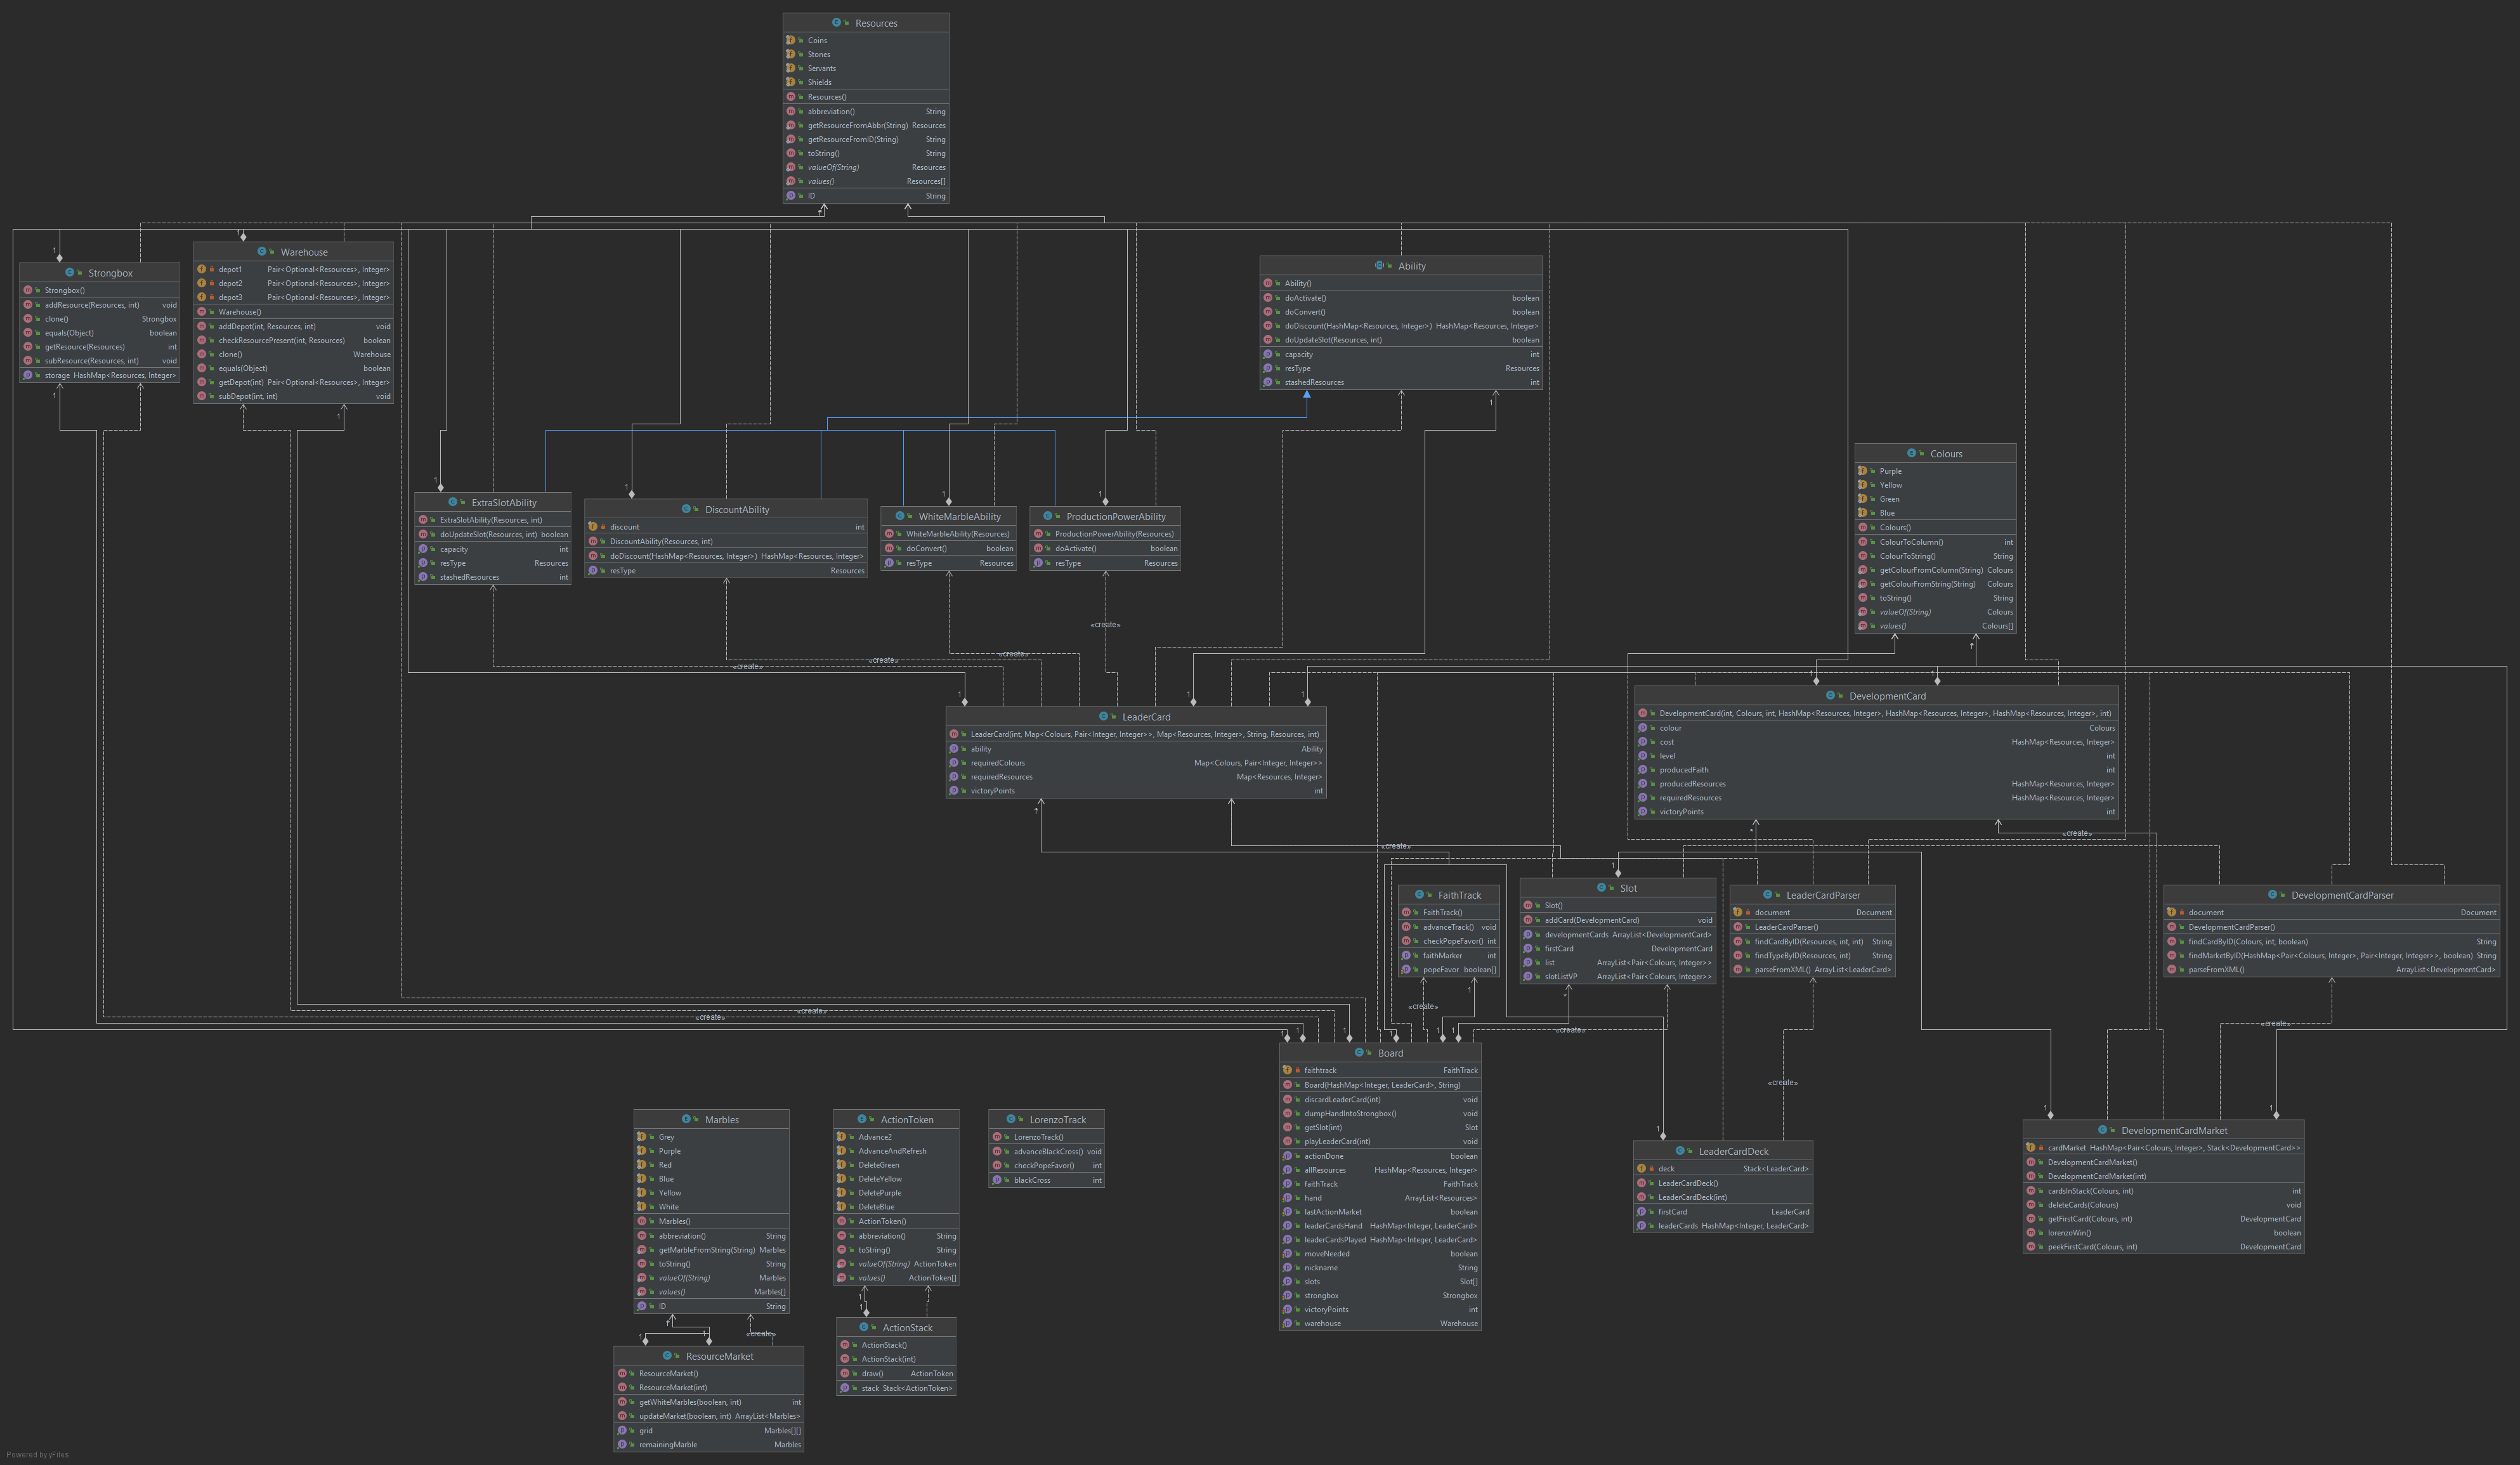 Resources
Coins
Stones
Servants
Shields
Resources()
abbreviation() String
getResourceFromAbbr(String) Resources
getResourceFromID(String) String
toString() String
valueOf(String) Resources
values() Resources[]
ID String
Strongbox
Strongbox()
addResource(Resources, int) void
clone() Strongbox
equals(Object) boolean
getResource(Resources) int
subResource(Resources, int) void
storage HashMap<Resources, Integer>
Warehouse
depot1 Pair<Optional<Resources>, Integer>
depot2 Pair<Optional<Resources>, Integer>
depot3 Pair<Optional<Resources>, Integer>
Warehouse()
addDepot(int, Resources, int) void
checkResourcePresent(int, Resources) boolean
clone() Warehouse
equals(Object) boolean
getDepot(int) Pair<Optional<Resources>, Integer>
subDepot(int, int) void
Ability
Ability()
doActivate() boolean
doConvert() boolean
doDiscount(HashMap<Resources, Integer>) HashMap<Resources, Integer>
doUpdateSlot(Resources, int) boolean
capacity int
resType Resources
stashedResources int
Colours
Purple
Yellow
Green
Blue
Colours()
ColourToColumn() int
ColourToString() String
getColourFromColumn(String) Colours
getColourFromString(String) Colours
toString() String
valueOf(String) Colours
values() Colours[]
ExtraSlotAbility
ExtraSlotAbility(Resources, int)
doUpdateSlot(Resources, int) boolean
capacity int
resType Resources
stashedResources int
DiscountAbility
discount int
DiscountAbility(Resources, int)
doDiscount(HashMap<Resources, Integer>) HashMap<Resources, Integer>
resType Resources
WhiteMarbleAbility
WhiteMarbleAbility(Resources)
doConvert() boolean
resType Resources
ProductionPowerAbility
ProductionPowerAbility(Resources)
doActivate() boolean
resType Resources
«create»
«create»
«create»
«create»
LeaderCard
LeaderCard(int, Map<Colours, Pair<Integer, Integer>>, Map<Resources, Integer>, String, Resources, int)
ability Ability
requiredColours Map<Colours, Pair<Integer, Integer>>
requiredResources Map<Resources, Integer>
victoryPoints int
DevelopmentCard
DevelopmentCard(int, Colours, int, HashMap<Resources, Integer>, HashMap<Resources, Integer>, HashMap<Resources, Integer>, int)
colour Colours
cost HashMap<Resources, Integer>
level int
producedFaith int
producedResources HashMap<Resources, Integer>
requiredResources HashMap<Resources, Integer>
victoryPoints int
«create»
«create»
FaithTrack
FaithTrack()
advanceTrack() void
checkPopeFavor() int
faithMarker int
popeFavor boolean[]
Slot
Slot()
addCard(DevelopmentCard) void
developmentCards ArrayList<DevelopmentCard>
firstCard DevelopmentCard
list ArrayList<Pair<Colours, Integer>>
slotListVP ArrayList<Pair<Colours, Integer>>
LeaderCardParser
document Document
LeaderCardParser()
findCardByID(Resources, int, int) String
findTypeByID(Resources, int) String
parseFromXML() ArrayList<LeaderCard>
DevelopmentCardParser
document Document
DevelopmentCardParser()
findCardByID(Colours, int, boolean) String
findMarketByID(HashMap<Pair<Colours, Integer>, Pair<Integer, Integer>>, boolean) String
parseFromXML() ArrayList<DevelopmentCard>
«create»
«create»
«create»
«create»
«create»
«create»
Board
faithtrack FaithTrack
Board(HashMap<Integer, LeaderCard>, String)
discardLeaderCard(int) void
dumpHandIntoStrongbox() void
getSlot(int) Slot
playLeaderCard(int) void
actionDone boolean
allResources HashMap<Resources, Integer>
faithTrack FaithTrack
hand ArrayList<Resources>
lastActionMarket boolean
leaderCardsHand HashMap<Integer, LeaderCard>
leaderCardsPlayed HashMap<Integer, LeaderCard>
moveNeeded boolean
nickname String
slots Slot[]
strongbox Strongbox
victoryPoints int
warehouse Warehouse
Marbles
Grey
Purple
Red
Blue
Yellow
White
Marbles()
abbreviation() String
getMarbleFromString(String) Marbles
toString() String
valueOf(String) Marbles
values() Marbles[]
ID String
ActionToken
Advance2
AdvanceAndRefresh
DeleteGreen
DeleteYellow
DeletePurple
DeleteBlue
ActionToken()
abbreviation() String
toString() String
valueOf(String) ActionToken
values() ActionToken[]
LorenzoTrack
LorenzoTrack()
advanceBlackCross() void
checkPopeFavor() int
blackCross int
LeaderCardDeck
deck Stack<LeaderCard>
LeaderCardDeck()
LeaderCardDeck(int)
firstCard LeaderCard
leaderCards HashMap<Integer, LeaderCard>
DevelopmentCardMarket
cardMarket HashMap<Pair<Colours, Integer>, Stack<DevelopmentCard>>
DevelopmentCardMarket()
DevelopmentCardMarket(int)
cardsInStack(Colours, int) int
deleteCards(Colours) void
getFirstCard(Colours, int) DevelopmentCard
lorenzoWin() boolean
peekFirstCard(Colours, int) DevelopmentCard
«create»
ActionStack
ActionStack()
ActionStack(int)
draw() ActionToken
stack Stack<ActionToken>
ResourceMarket
ResourceMarket()
ResourceMarket(int)
getWhiteMarbles(boolean, int) int
updateMarket(boolean, int) ArrayList<Marbles>
grid Marbles[][]
remainingMarble Marbles
Powered by yFiles